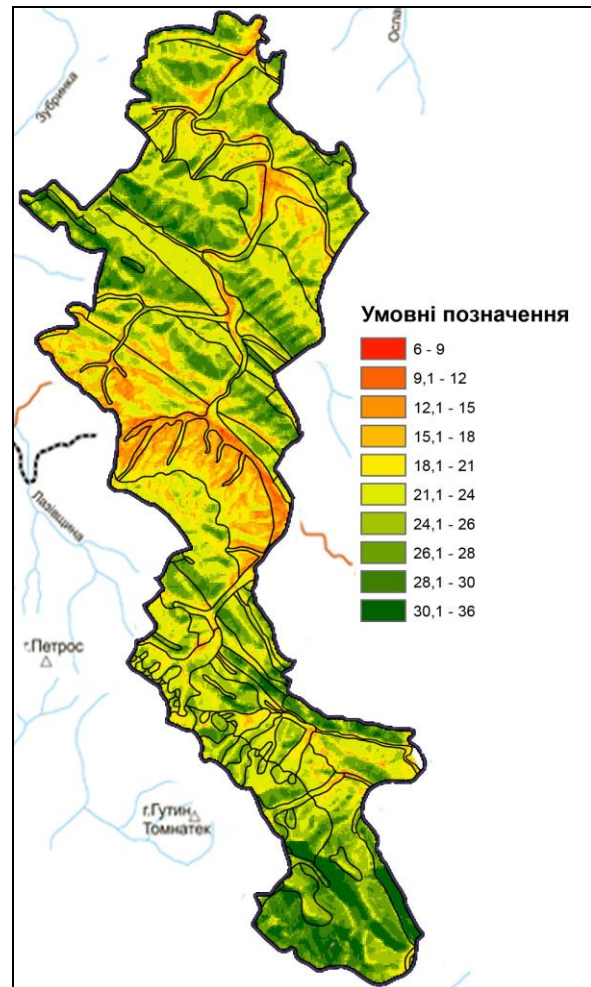 Зубринка
Осла
Умовні позначення
6 - 9
9,1 - 12
12,1 - 15
15,1 - 18
18,1 - 21
21,1 - 24
24,1 - 26
26,1 - 28
28,1 - 30
30,1 - 36
Лазівщина
г.Петрос
г.Гутин
Томнатек